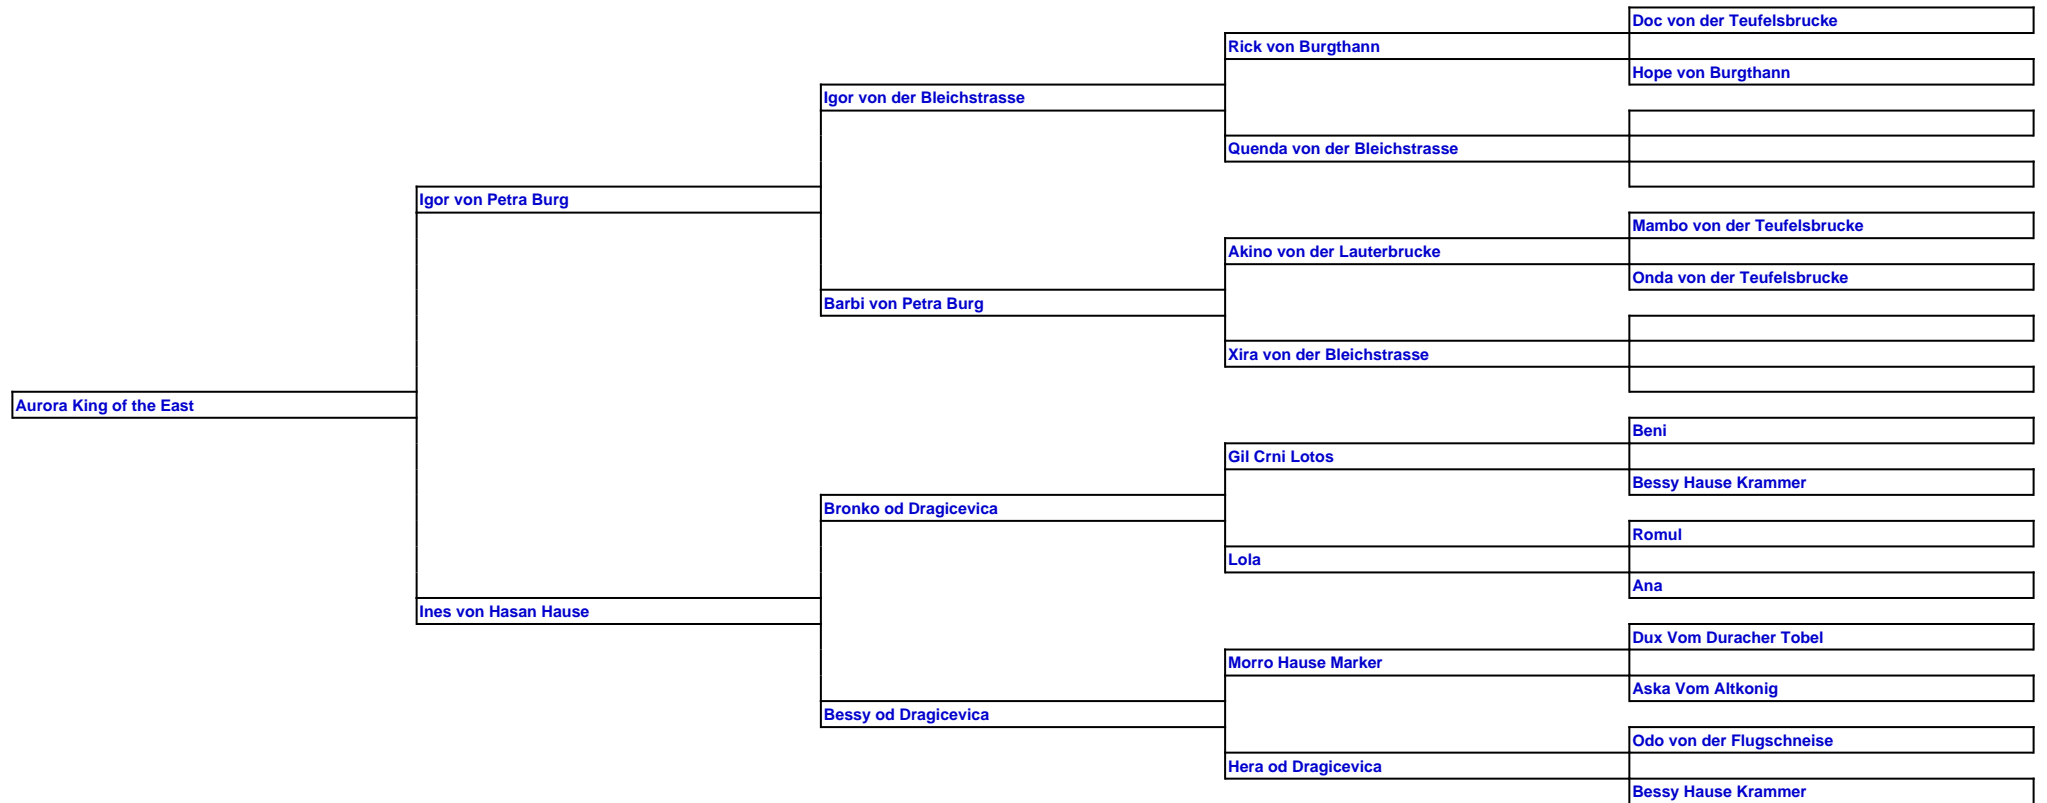 Doc von der Teufelsbrucke
Rick von Burgthann
Hope von Burgthann
Igor von der Bleichstrasse
Quenda von der Bleichstrasse
Igor von Petra Burg
Mambo von der Teufelsbrucke
Akino von der Lauterbrucke
Onda von der Teufelsbrucke
Barbi von Petra Burg
Xira von der Bleichstrasse
Aurora King of the East
Beni
Gil Crni Lotos
Bessy Hause Krammer
Bronko od Dragicevica
Romul
Lola
Ana
Ines von Hasan Hause
Dux Vom Duracher Tobel
Morro Hause Marker
Aska Vom Altkonig
Bessy od Dragicevica
Odo von der Flugschneise
Hera od Dragicevica
Bessy Hause Krammer